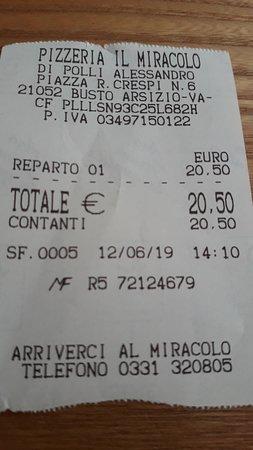 PIZZERIA IL MIRACOLO
DI POLLI ALESSANDRO
PIAZZA R.CRESPI N.6
21052 BUSTO ARSIZIO-VA-
CF PLLLSN93C25L682H
P.IVA 03497150122
EURO
REPARTO 01 20.50
TOTALE € 20,50
CONTANTI 20.50
SF.0005 12/06/19 14:10
MF R5 72124679
ARRIVERCI AL MIRACOLO
TELEFONO 0331 320805